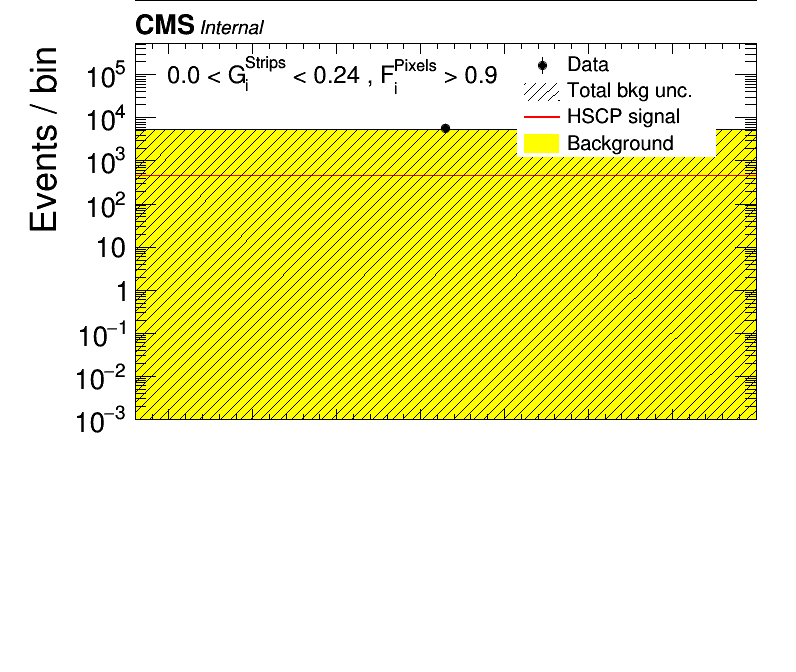 CMS Internal
Events / bin
0.0 < G_i^Strips < 0.24 , F_i^Pixels > 0.9
Data
Total bkg unc.
HSCP signal
Background
10^5
10^4
10^3
10^2
10
1
10^−1
10^−2
10^−3